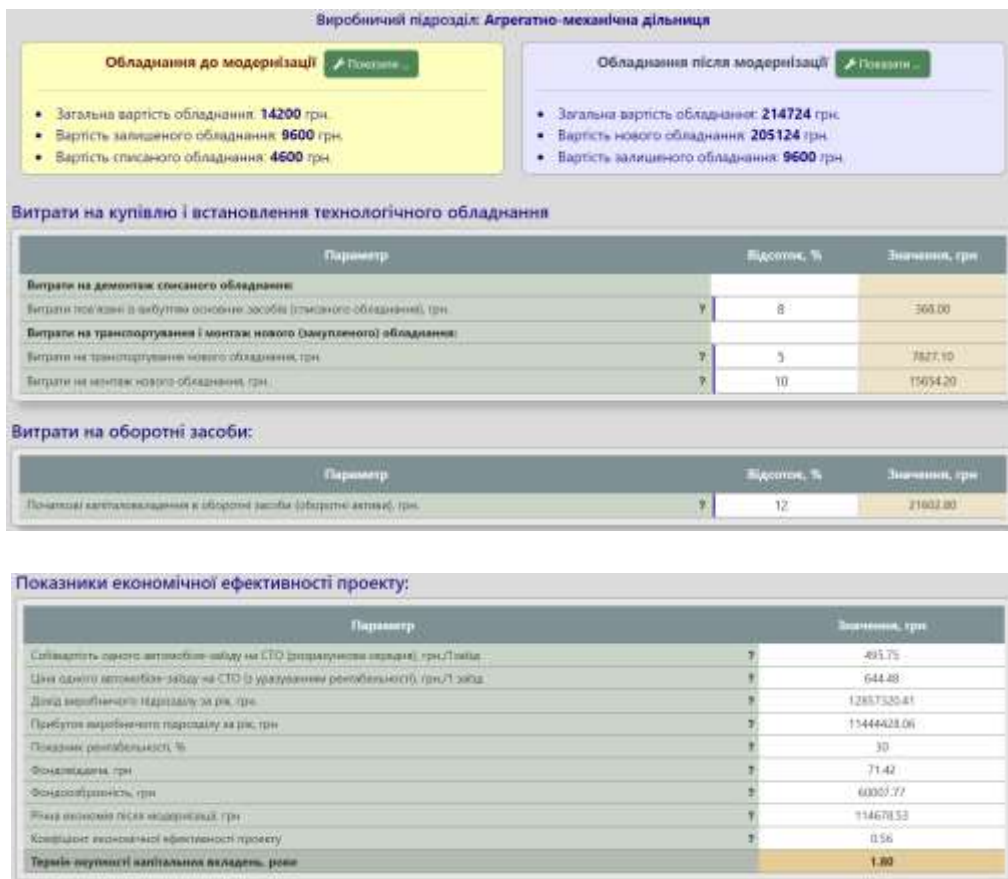 Виробничий підрозділ: Агрегатно-механічна дільниця
Обладнання до модернізації Показати ...
Загальна вартість обладнання: 14200 грн.
Вартість залишеного обладнання: 9600 грн.
Вартість списаного обладнання: 4600 грн.
Обладнання після модернізації Показати ...
Загальна вартість обладнання: 214724 грн.
Вартість нового обладнання: 205124 грн.
Вартість залишеного обладнання: 9600 грн.
Витрати на купівлю і встановлення технологічного обладнання
Параметр Відсоток, % Значення, грн
Витрати на демонтаж списаного обладнання:
Витрати пов'язані із вибуттям основних засобів (списаного обладнання), грн. ? 8 368.00
Витрати на транспортування і монтаж нового (закупленого) обладнання:
Витрати на транспортування нового обладнання, грн. ? 5 7827.10
Витрати на монтаж нового обладнання, грн. ? 10 15654.20
Витрати на оборотні засоби:
Параметр Відсоток, % Значення, грн
Початкові капіталовкладення в оборотні засоби (оборотні активи), грн. ? 12 21602.80
Показники економічної ефективності проекту:
Параметр Значення, грн
Собівартість одного автомобіле-заїзду на СТО (розрахункова середня), грн./1заїзд ? 495.75
Ціна одного автомобіле-заїзду на СТО (з урахуванням рентабельності), грн./1 заїзд ? 644.48
Дохід виробничого підрозділу за рік, грн. ? 12857320.41
Прибуток виробничого підрозділу за рік, грн ? 11444428.06
Показник рентабельності, % ? 30
Фондовіддача, грн ? 71.42
Фондоозброєність, грн ? 60007.77
Річна економія після модернізації, грн ? 114678.53
Коефіцієнт економічної ефективності проекту ? 0.56
Термін окупності капітальних вкладень, роки 1.80